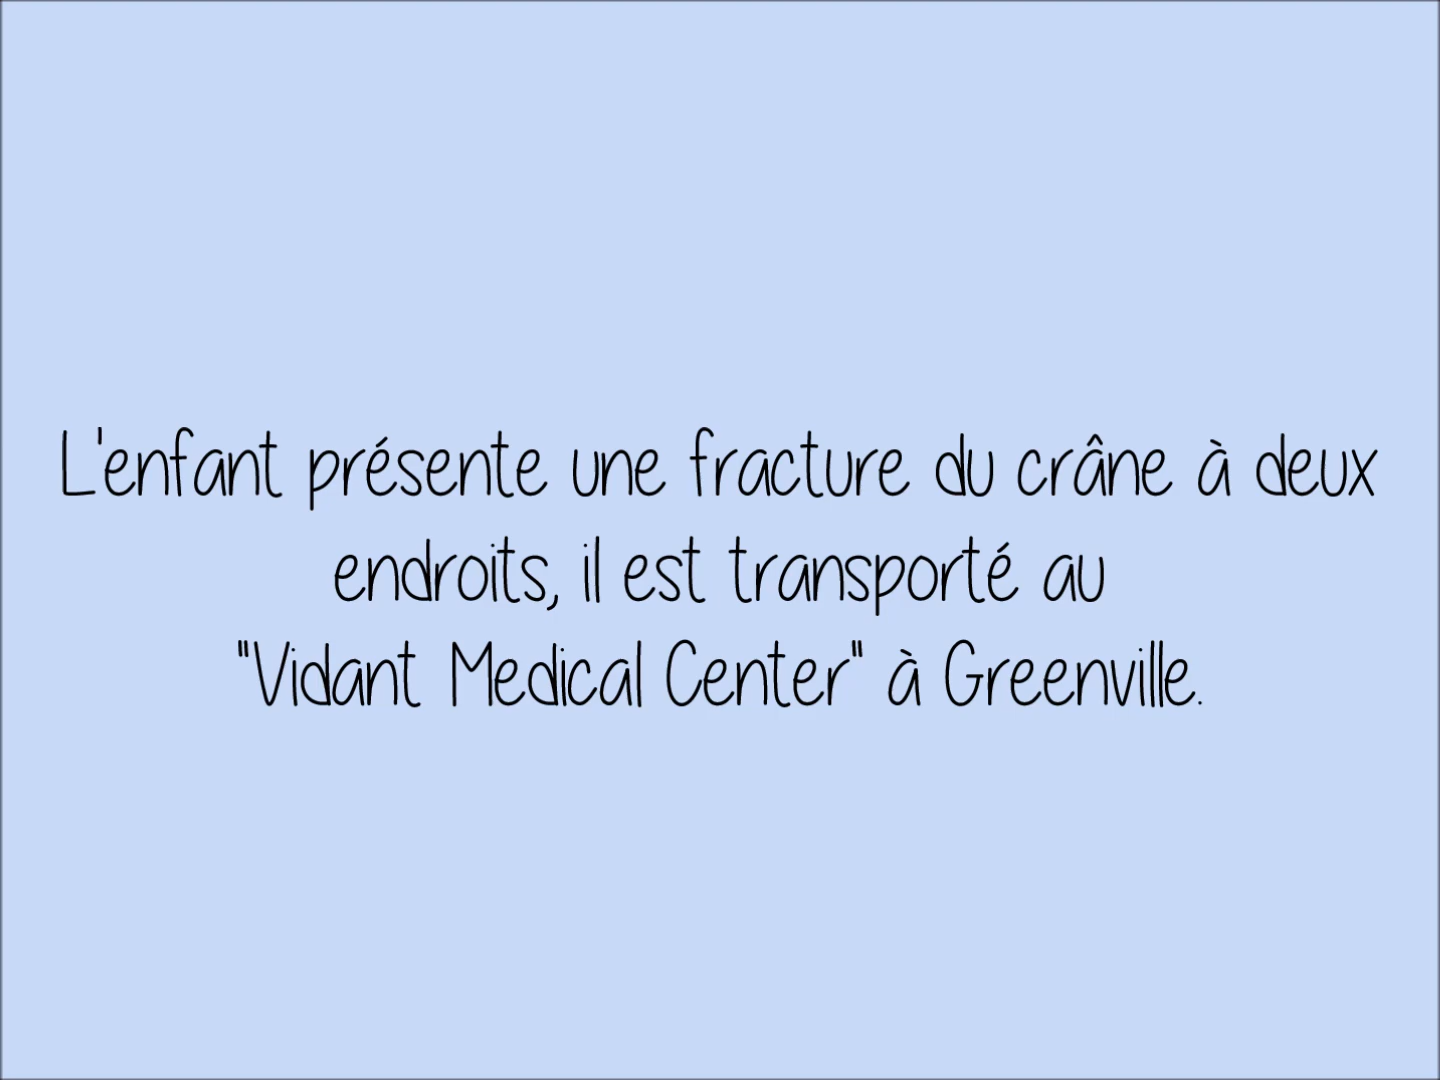 L'enfant présente une fracture du crâne à deux
endroits, il est transporté au
"Vidant Medical Center" à Greenville.